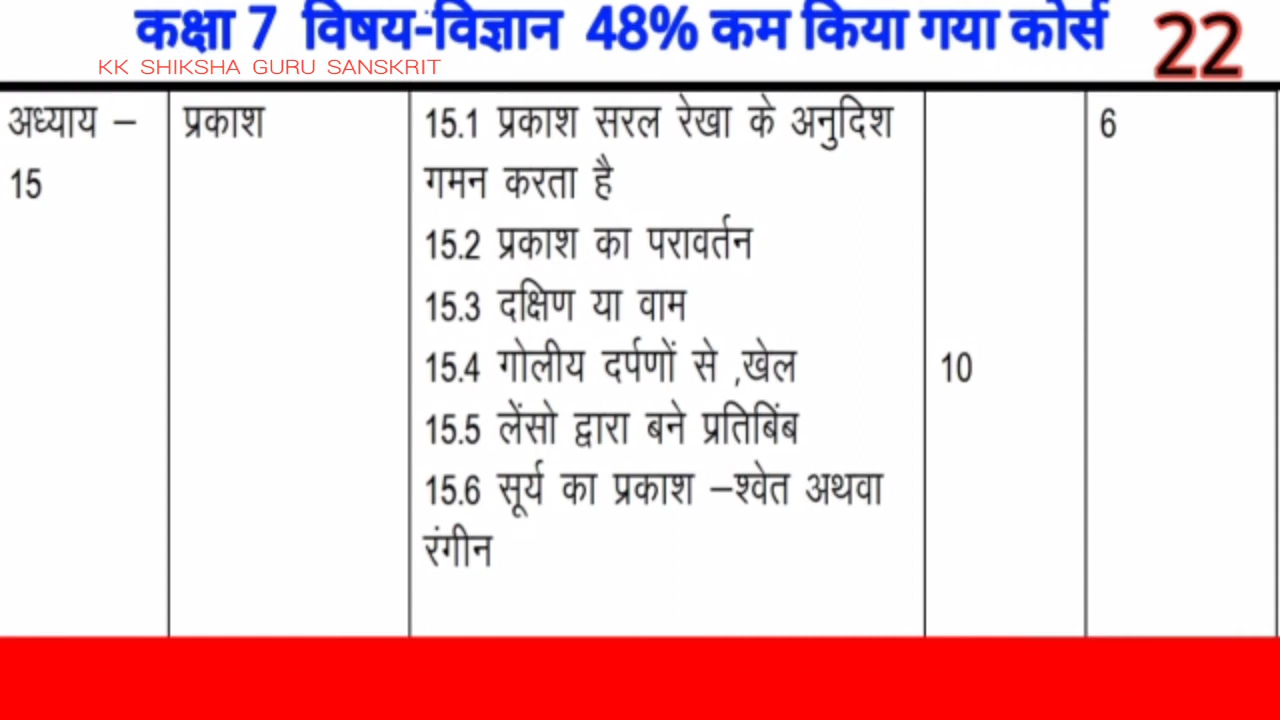 कक्षा 7 विषय-विज्ञान 48% कम किया गया कोर्स 22
KK SHIKSHA GURU SANSKRIT
अध्याय – प्रकाश 15.1 प्रकाश सरल रेखा के अनुदिश 6
15 गमन करता है
15.2 प्रकाश का परावर्तन
15.3 दक्षिण या वाम
15.4 गोलीय दर्पणों से ,खेल 10
15.5 लेंसो द्वारा बने प्रतिबिंब
15.6 सूर्य का प्रकाश –श्वेत अथवा
रंगीन